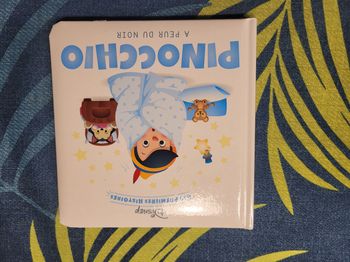 Disney
MES PREMIÈRES HISTOIRES
PINOCCHIO
A PEUR DU NOIR